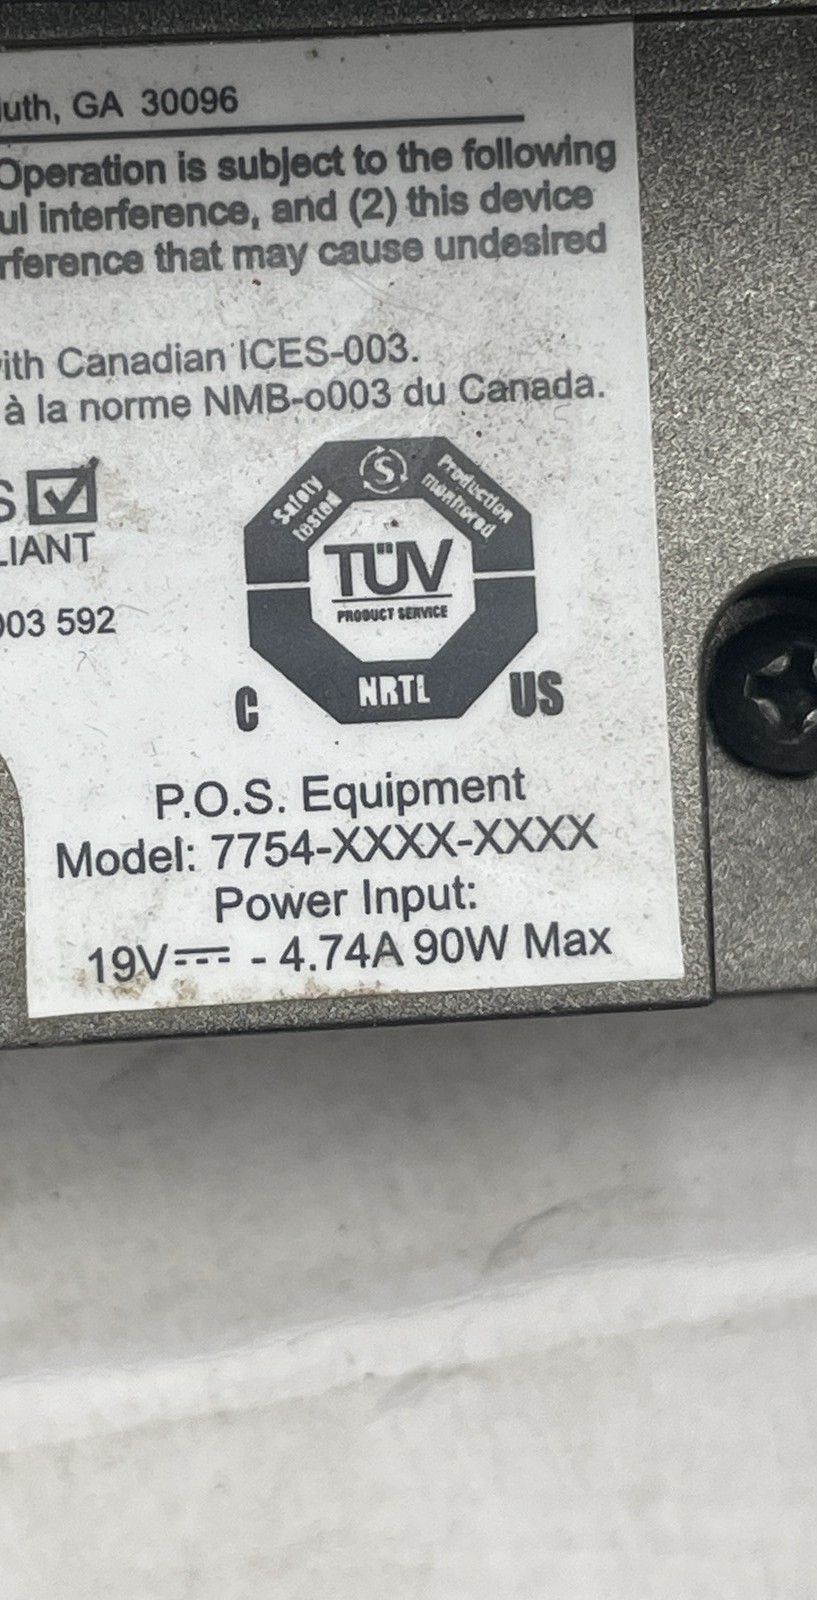 luth, GA 30096
Operation is subject to the following
ul interference, and (2) this device
rference that may cause undesired
ith Canadian ICES-003.
à la norme NMB-o003 du Canada.
S
LIANT
003 592
Safety tested
S
Production monitored
TÜV
PRODUCT SERVICE
NRTL
C US
P.O.S. Equipment
Model: 7754-XXXX-XXXX
Power Input:
19V⎓ - 4.74A 90W Max